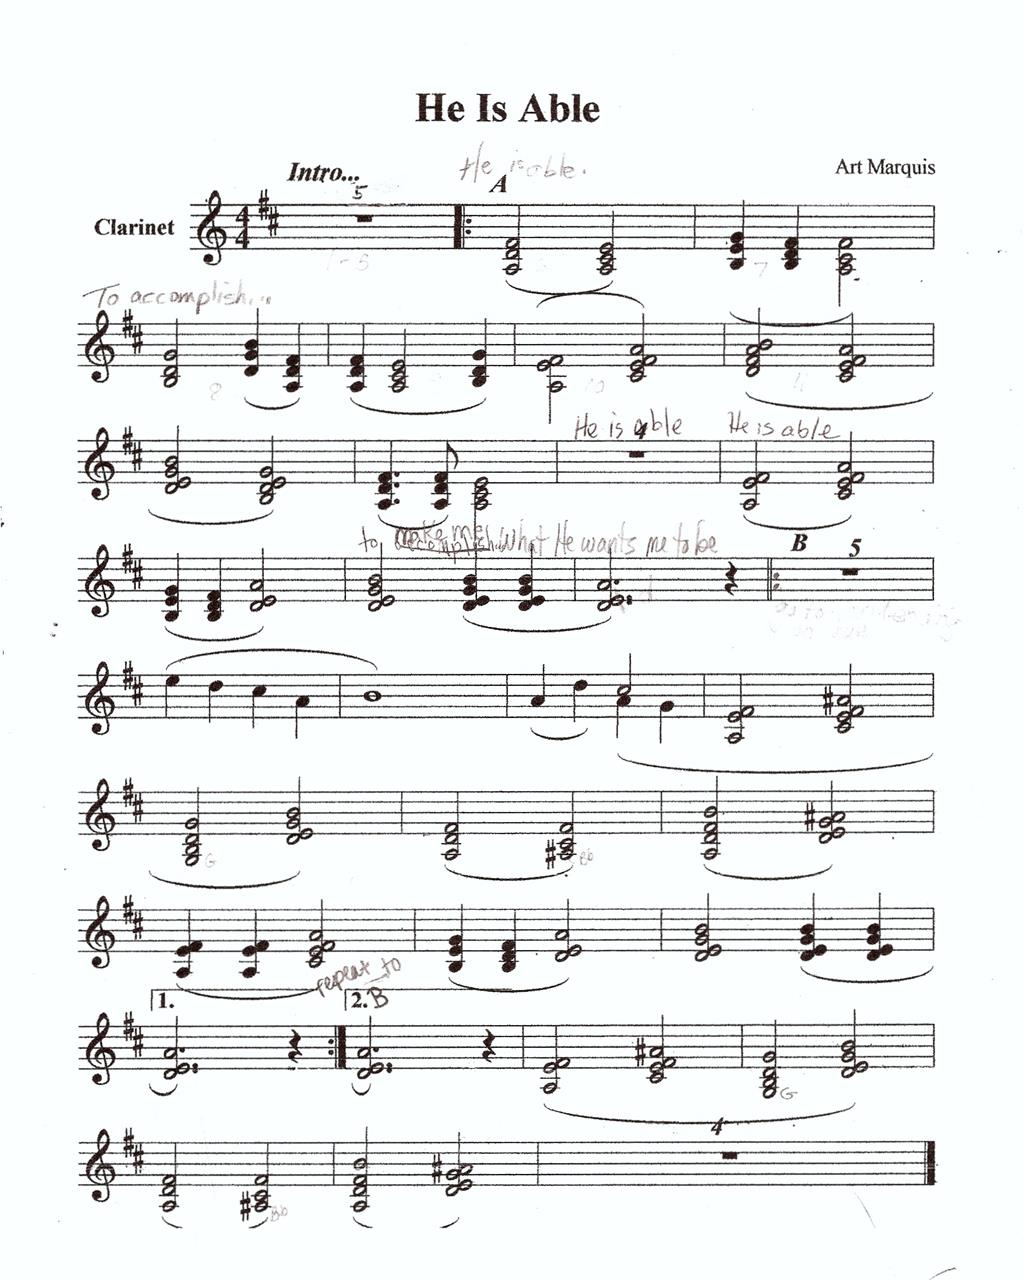 He Is Able
He is able.
Intro...
Art Marquis
5
A
Clarinet
4
4
1-5
7
To accomplish...
8
10
He is able He is able
4
to make me what He wants me to be
B
5
G
Bb
repeat to
B
1.
2.
G
4
Bb